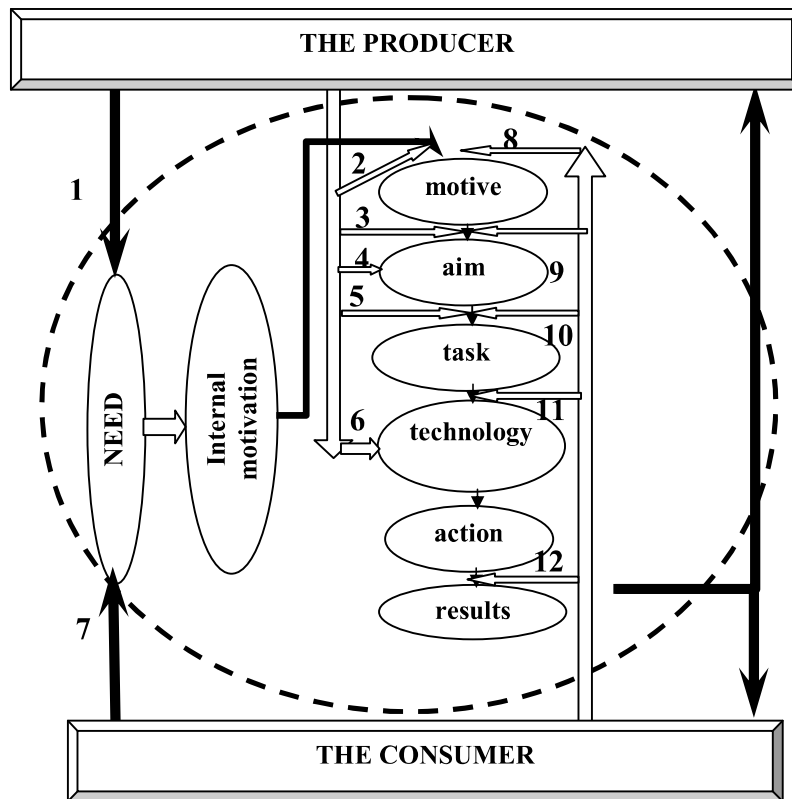 THE PRODUCER
8
2
1
motive
3
4
aim
9
5
10
task
11
6
technology
NEED
Internal
motivation
action
12
results
7
THE CONSUMER